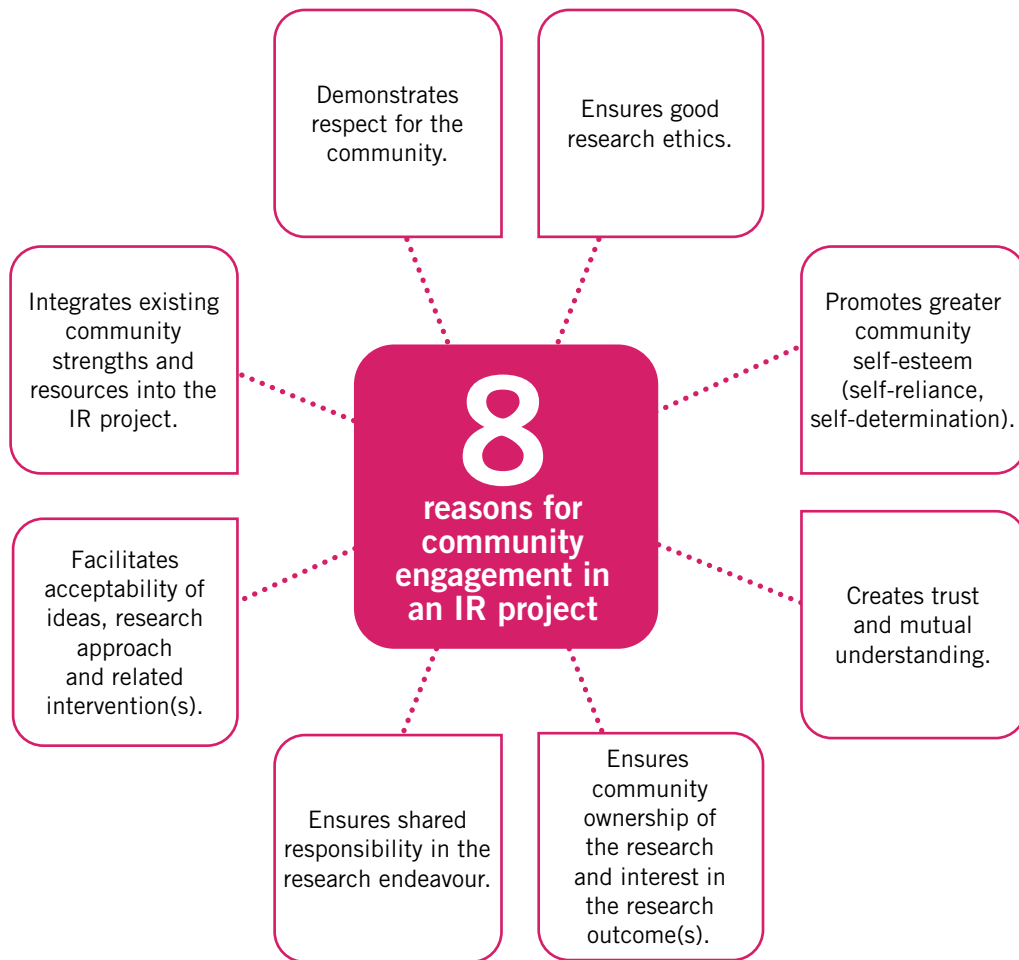 Demonstrates
respect for the
community.
Ensures good
research ethics.
Integrates existing
community
strengths and
resources into the
IR project.
Promotes greater
community
self-esteem
(self-reliance,
self-determination).
8
reasons for
community
engagement in
an IR project
Facilitates
acceptability of
ideas, research
approach
and related
intervention(s).
Creates trust
and mutual
understanding.
Ensures shared
responsibility in the
research endeavour.
Ensures
community
ownership of
the research
and interest in
the research
outcome(s).